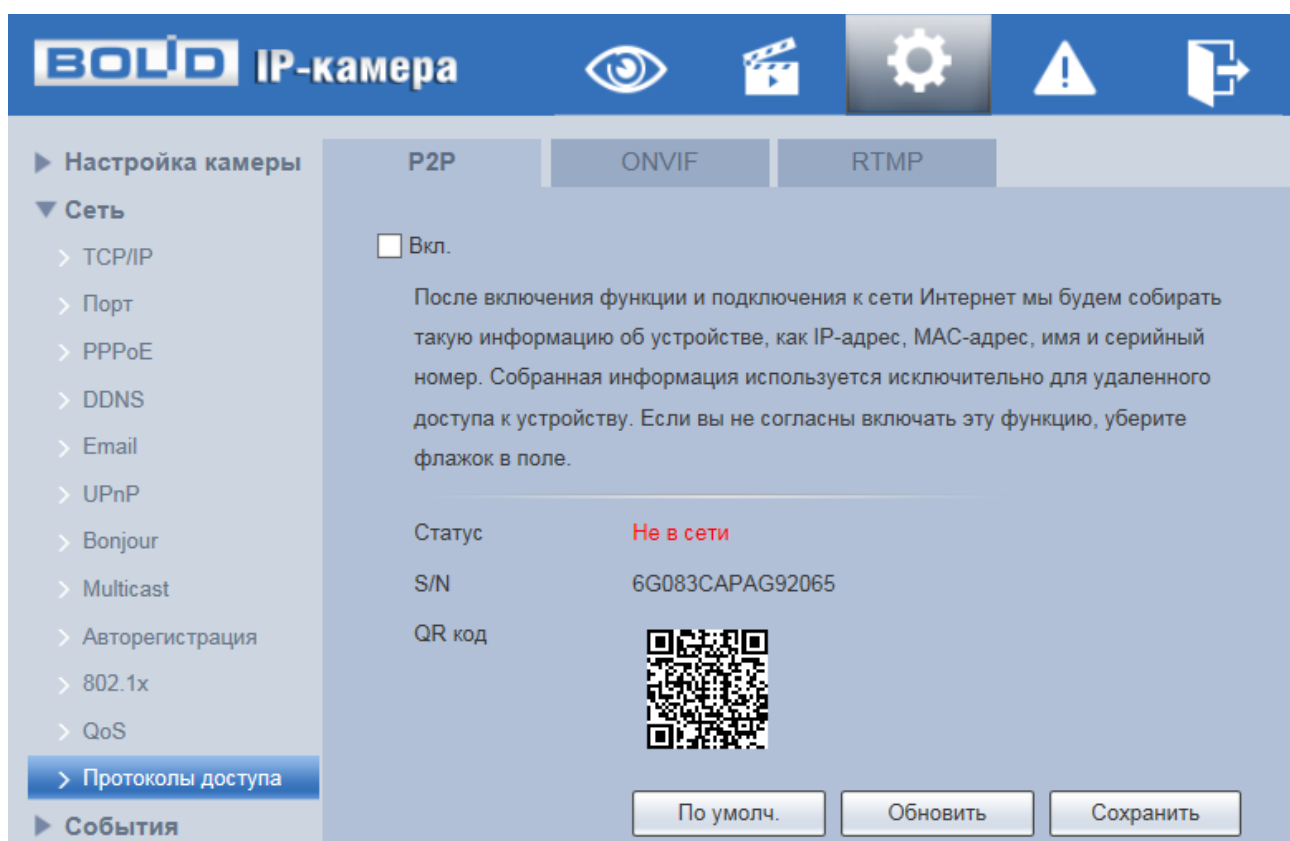 BOLID IP-камера
Настройка камеры
Сеть
TCP/IP
Порт
PPPoE
DDNS
Email
UPnP
Bonjour
Multicast
Авторегистрация
802.1x
QoS
Протоколы доступа
События
P2P ONVIF RTMP
Вкл.
После включения функции и подключения к сети Интернет мы будем собирать
такую информацию об устройстве, как IP-адрес, MAC-адрес, имя и серийный
номер. Собранная информация используется исключительно для удаленного
доступа к устройству. Если вы не согласны включать эту функцию, уберите
флажок в поле.
Статус Не в сети
S/N 6G083CAPAG92065
QR код
По умолч. Обновить Сохранить